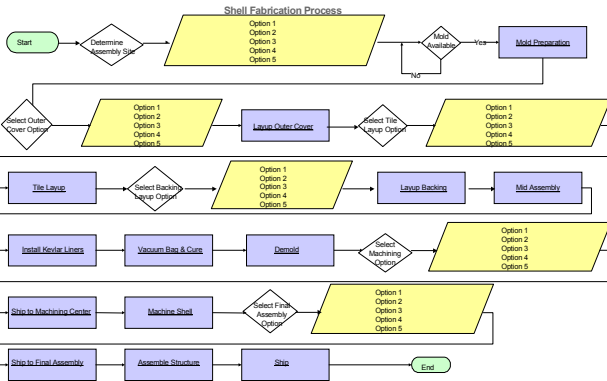 Shell Fabrication Process
Start
Determine
Assembly Site
Option 1
Option 2
Option 3
Option 4
Option 5
Mold
Available
Yes
No
Mold Preparation
Select Outer
Cover Option
Option 1
Option 2
Option 3
Option 4
Option 5
Layup Outer Cover
Select Tile
Layup Option
Option 1
Option 2
Option 3
Option 4
Option 5
Tile Layup
Select Backing
Layup Option
Option 1
Option 2
Option 3
Option 4
Option 5
Layup Backing
Mid Assembly
Install Kevlar Liners
Vacuum Bag & Cure
Demold
Select
Machining
Option
Option 1
Option 2
Option 3
Option 4
Option 5
Ship to Machining Center
Machine Shell
Select Final
Assembly
Option
Option 1
Option 2
Option 3
Option 4
Option 5
Ship to Final Assembly
Assemble Structure
Ship
End